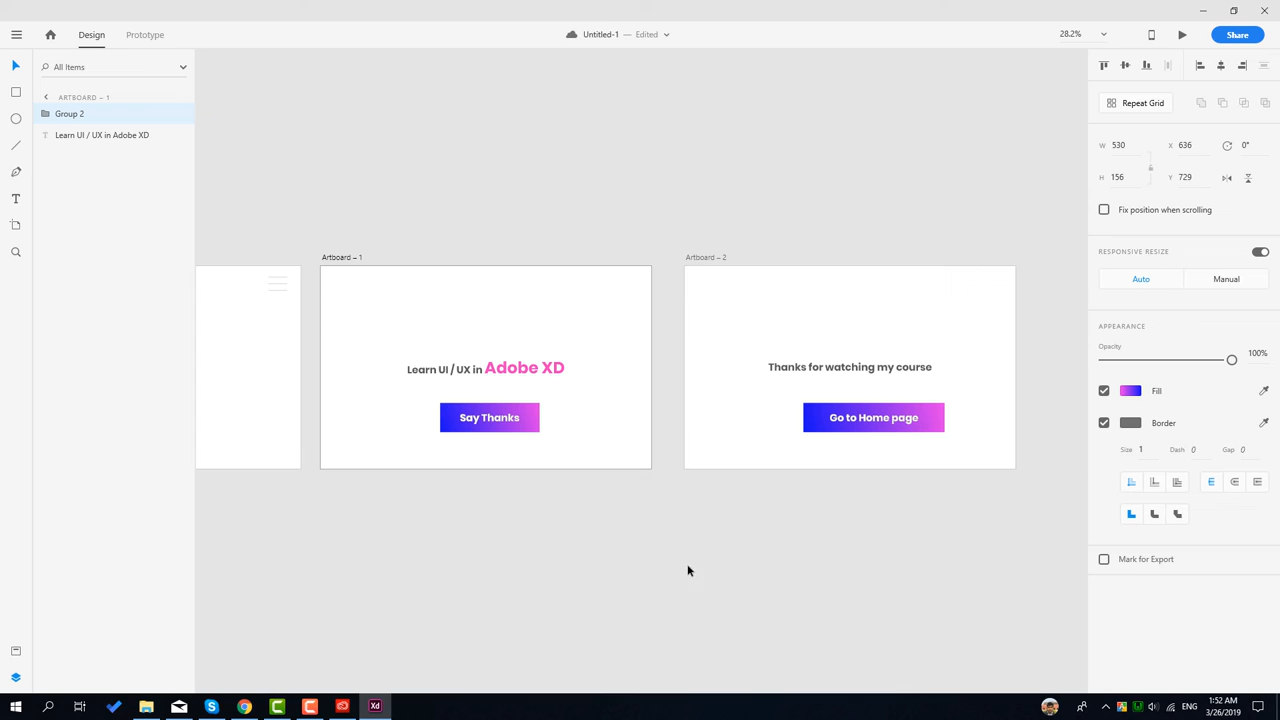 Design
Prototype
Untitled-1 — Edited
28.2%
Share
All Items
ARTBOARD – 1
Group 2
Learn UI / UX in Adobe XD
Artboard – 1
Learn UI / UX in Adobe XD
Say Thanks
Artboard – 2
Thanks for watching my course
Go to Home page
Repeat Grid
W 530 X 636 0°
H 156 Y 729
Fix position when scrolling
RESPONSIVE RESIZE
Auto Manual
APPEARANCE
Opacity
100%
Fill
Border
Size 1 Dash 0 Gap 0
Mark for Export
Xd
1:52 AM
3/26/2019